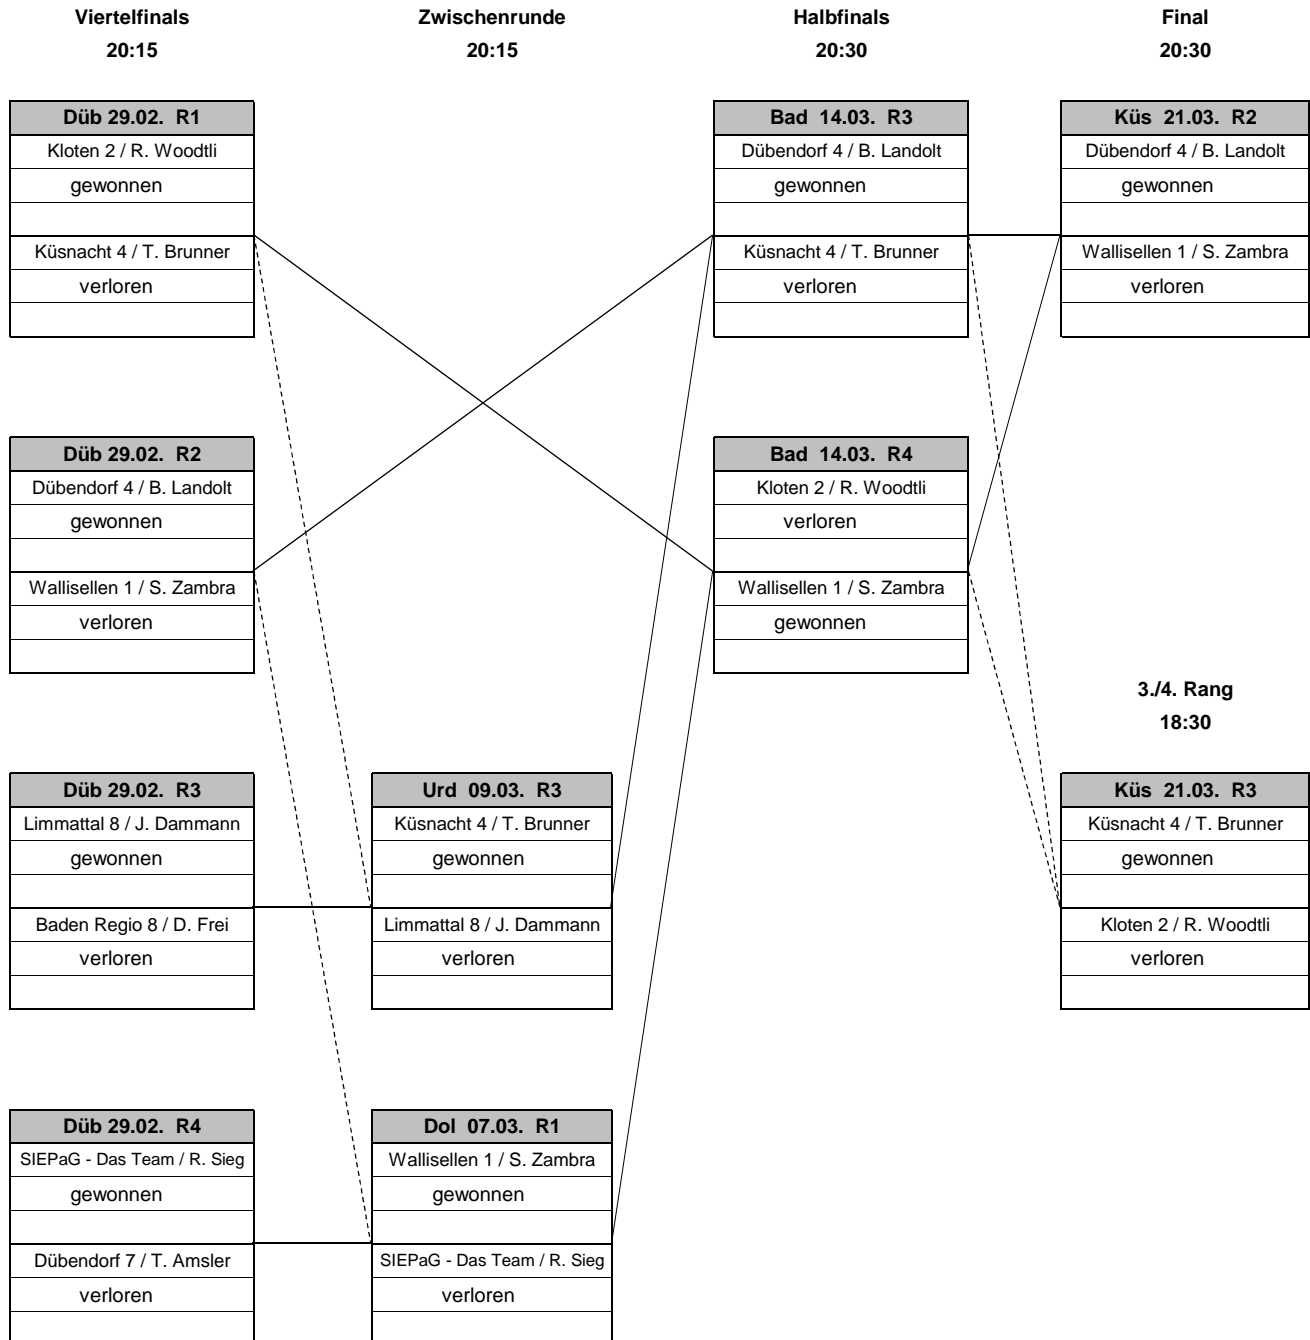 Viertelfinals
20:15
Zwischenrunde
20:15
Halbfinals
20:30
Final
20:30
Düb 29.02. R1
Kloten 2 / R. Woodtli
gewonnen
Küsnacht 4 / T. Brunner
verloren
Bad 14.03. R3
Dübendorf 4 / B. Landolt
gewonnen
Küsnacht 4 / T. Brunner
verloren
Küs 21.03. R2
Dübendorf 4 / B. Landolt
gewonnen
Wallisellen 1 / S. Zambra
verloren
Düb 29.02. R2
Dübendorf 4 / B. Landolt
gewonnen
Wallisellen 1 / S. Zambra
verloren
Bad 14.03. R4
Kloten 2 / R. Woodtli
verloren
Wallisellen 1 / S. Zambra
gewonnen
3./4. Rang
18:30
Düb 29.02. R3
Limmattal 8 / J. Dammann
gewonnen
Baden Regio 8 / D. Frei
verloren
Urd 09.03. R3
Küsnacht 4 / T. Brunner
gewonnen
Limmattal 8 / J. Dammann
verloren
Küs 21.03. R3
Küsnacht 4 / T. Brunner
gewonnen
Kloten 2 / R. Woodtli
verloren
Düb 29.02. R4
SIEPaG - Das Team / R. Sieg
gewonnen
Dübendorf 7 / T. Amsler
verloren
Dol 07.03. R1
Wallisellen 1 / S. Zambra
gewonnen
SIEPaG - Das Team / R. Sieg
verloren